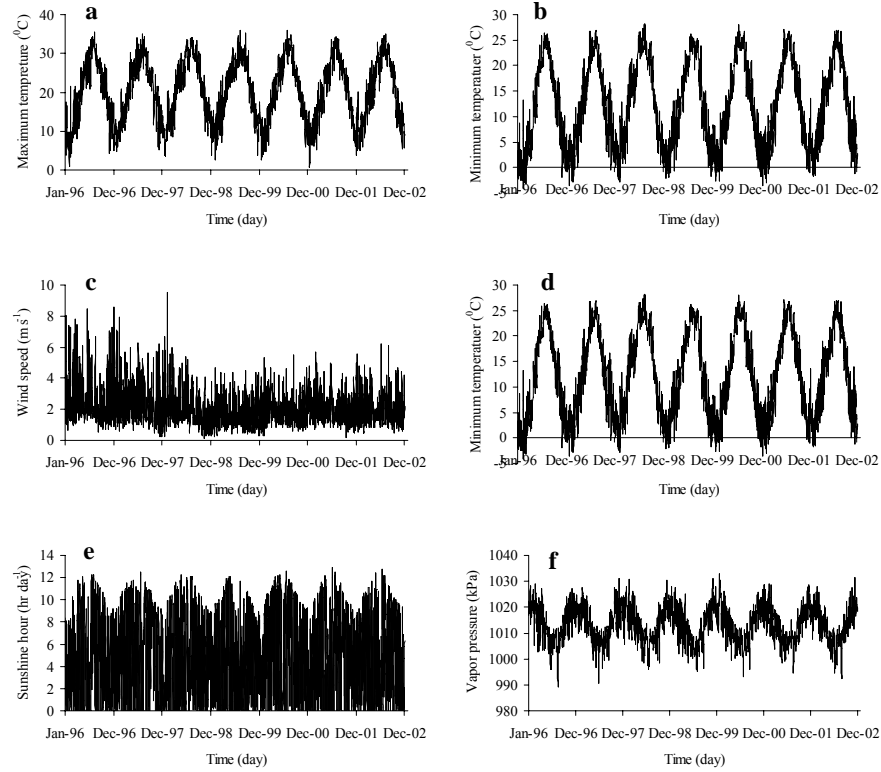 a
Maximum tempreture (⁰C)
40
30
20
10
0
Jan-96 Dec-96 Dec-97 Dec-98 Dec-99 Dec-00 Dec-01 Dec-02
Time (day)
b
Minimum temperatuer (⁰C)
30
25
20
15
10
5
0
-5
Jan-96 Dec-96 Dec-97 Dec-98 Dec-99 Dec-00 Dec-01 Dec-02
Time (day)
c
Wind speed (m s⁻¹)
10
8
6
4
2
0
Jan-96 Dec-96 Dec-97 Dec-98 Dec-99 Dec-00 Dec-01 Dec-02
Time (day)
d
Minimum temperatuer (⁰C)
30
25
20
15
10
5
0
-5
Jan-96 Dec-96 Dec-97 Dec-98 Dec-99 Dec-00 Dec-01 Dec-02
Time (day)
e
Sunshine hour (hr day⁻¹)
14
12
10
8
6
4
2
0
Jan-96 Dec-96 Dec-97 Dec-98 Dec-99 Dec-00 Dec-01 Dec-02
Time (day)
f
Vapor pressure (kPa)
1040
1030
1020
1010
1000
990
980
Jan-96 Dec-96 Dec-97 Dec-98 Dec-99 Dec-00 Dec-01 Dec-02
Time (day)